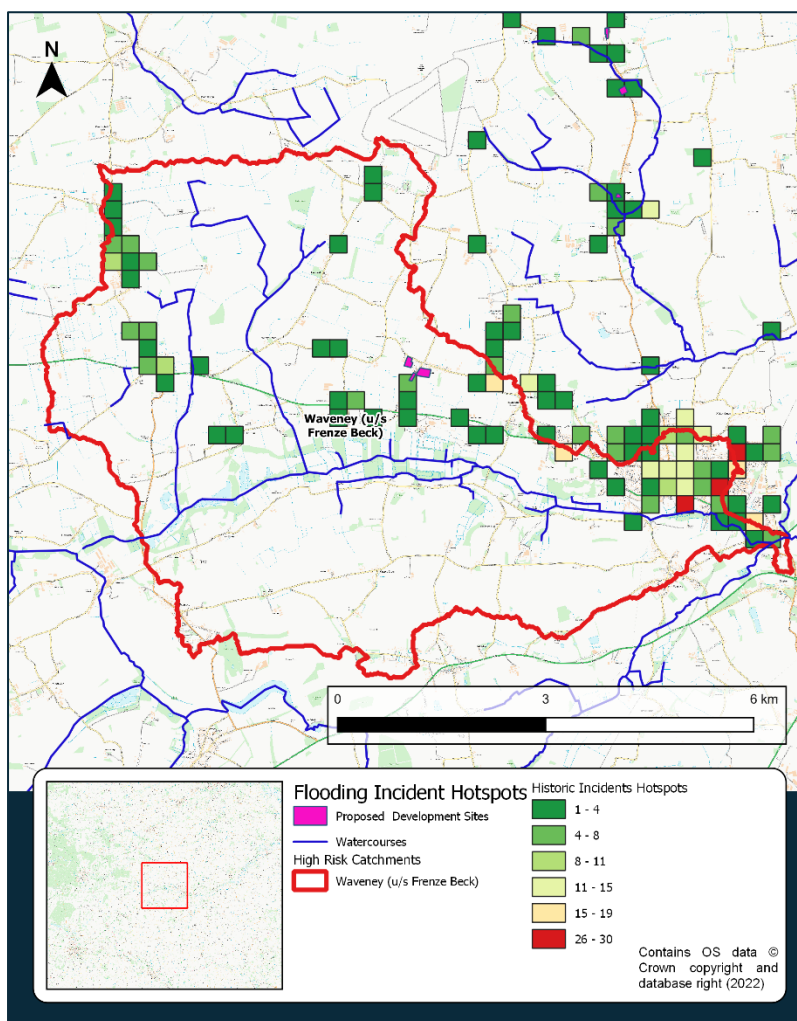 N
Waveney (u/s
Frenze Beck)
0 3 6 km
Flooding Incident Hotspots
Proposed Development Sites
Watercourses
High Risk Catchments
Waveney (u/s Frenze Beck)
Historic Incidents Hotspots
1 - 4
4 - 8
8 - 11
11 - 15
15 - 19
26 - 30
Contains OS data ©
Crown copyright and
database right (2022)